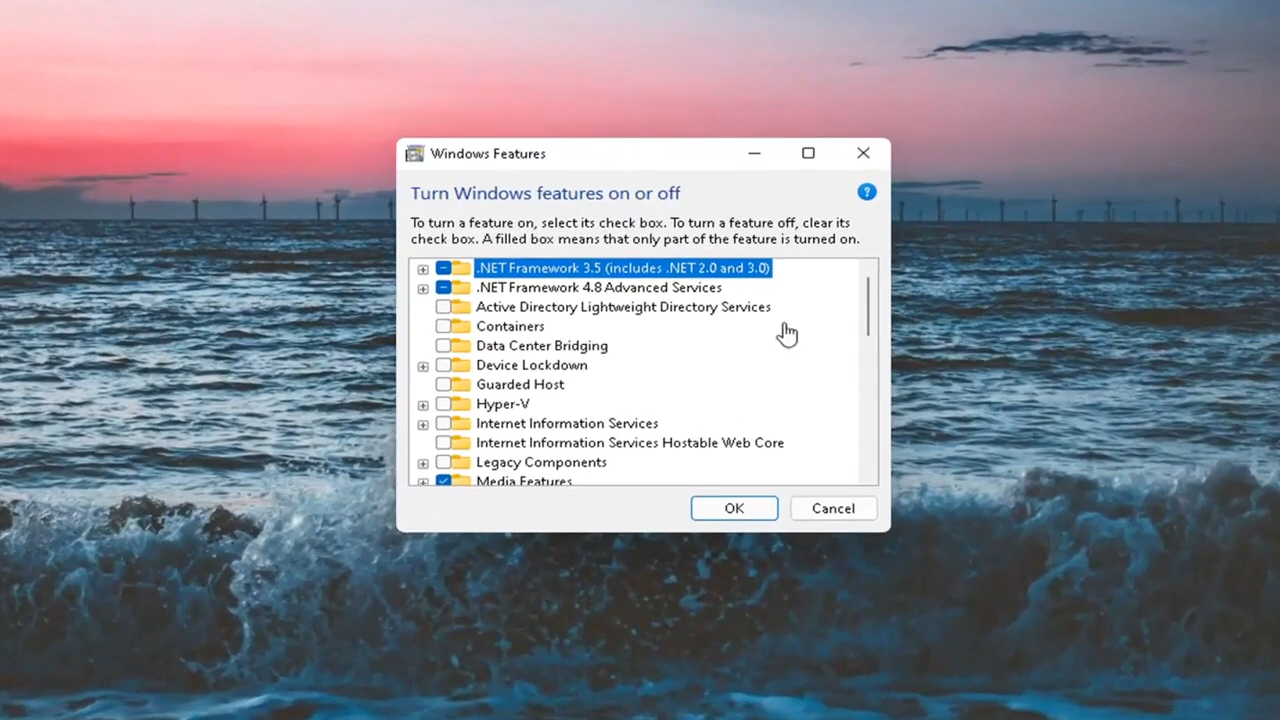 Windows Features
Turn Windows features on or off
?
To turn a feature on, select its check box. To turn a feature off, clear its
check box. A filled box means that only part of the feature is turned on.
.NET Framework 3.5 (includes .NET 2.0 and 3.0)
.NET Framework 4.8 Advanced Services
Active Directory Lightweight Directory Services
Containers
Data Center Bridging
Device Lockdown
Guarded Host
Hyper-V
Internet Information Services
Internet Information Services Hostable Web Core
Legacy Components
Media Features
OK Cancel